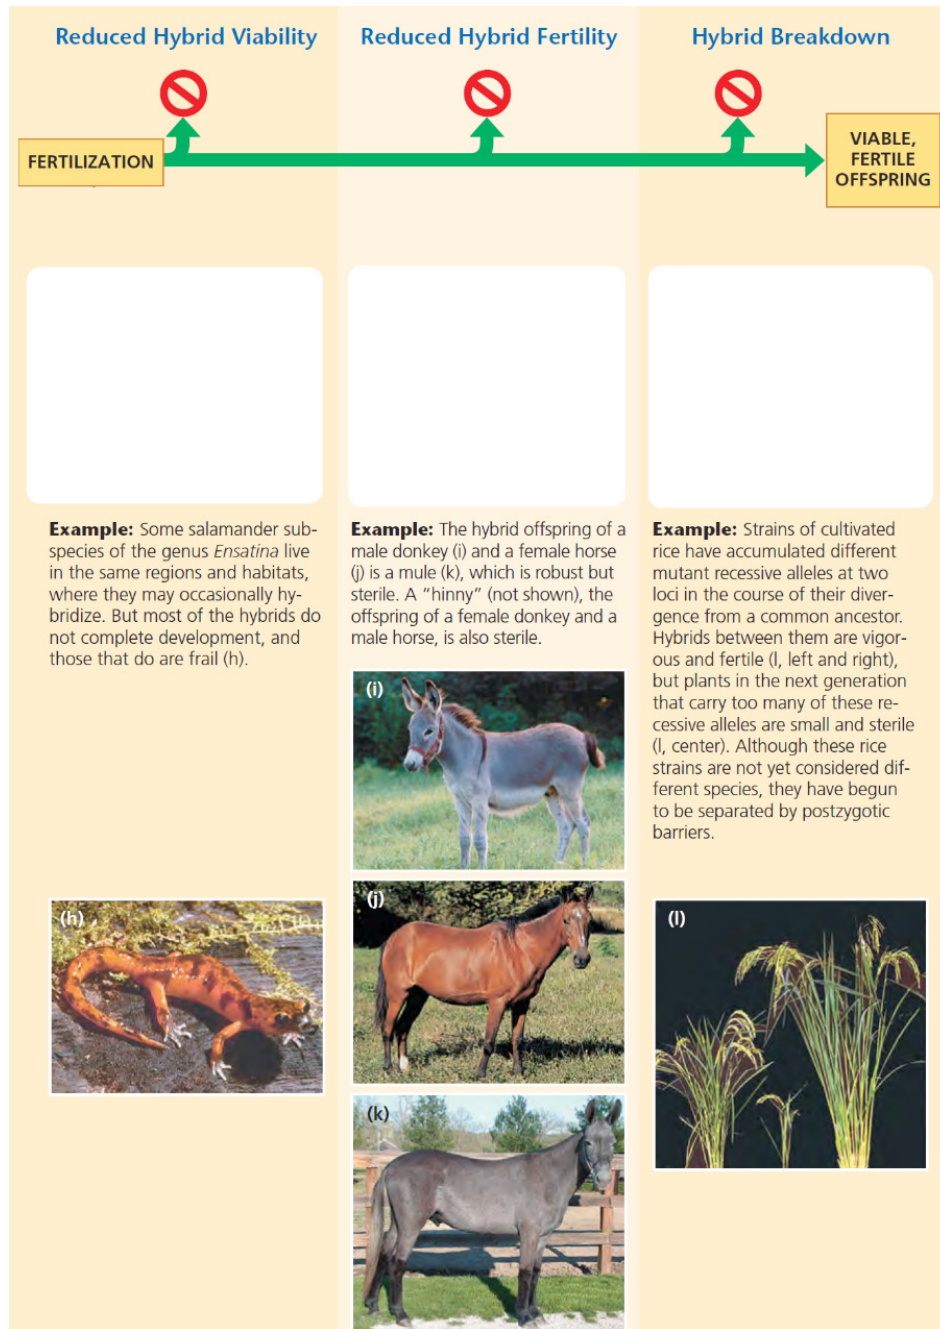 Reduced Hybrid Viability
Reduced Hybrid Fertility
Hybrid Breakdown
FERTILIZATION
VIABLE,
FERTILE
OFFSPRING
Example: Some salamander sub-
species of the genus Ensatina live
in the same regions and habitats,
where they may occasionally hy-
bridize. But most of the hybrids do
not complete development, and
those that do are frail (h).
(h)
Example: The hybrid offspring of a
male donkey (i) and a female horse
(j) is a mule (k), which is robust but
sterile. A “hinny” (not shown), the
offspring of a female donkey and a
male horse, is also sterile.
(i)
(j)
(k)
Example: Strains of cultivated
rice have accumulated different
mutant recessive alleles at two
loci in the course of their diver-
gence from a common ancestor.
Hybrids between them are vigor-
ous and fertile (l, left and right),
but plants in the next generation
that carry too many of these re-
cessive alleles are small and sterile
(l, center). Although these rice
strains are not yet considered dif-
ferent species, they have begun
to be separated by postzygotic
barriers.
(l)